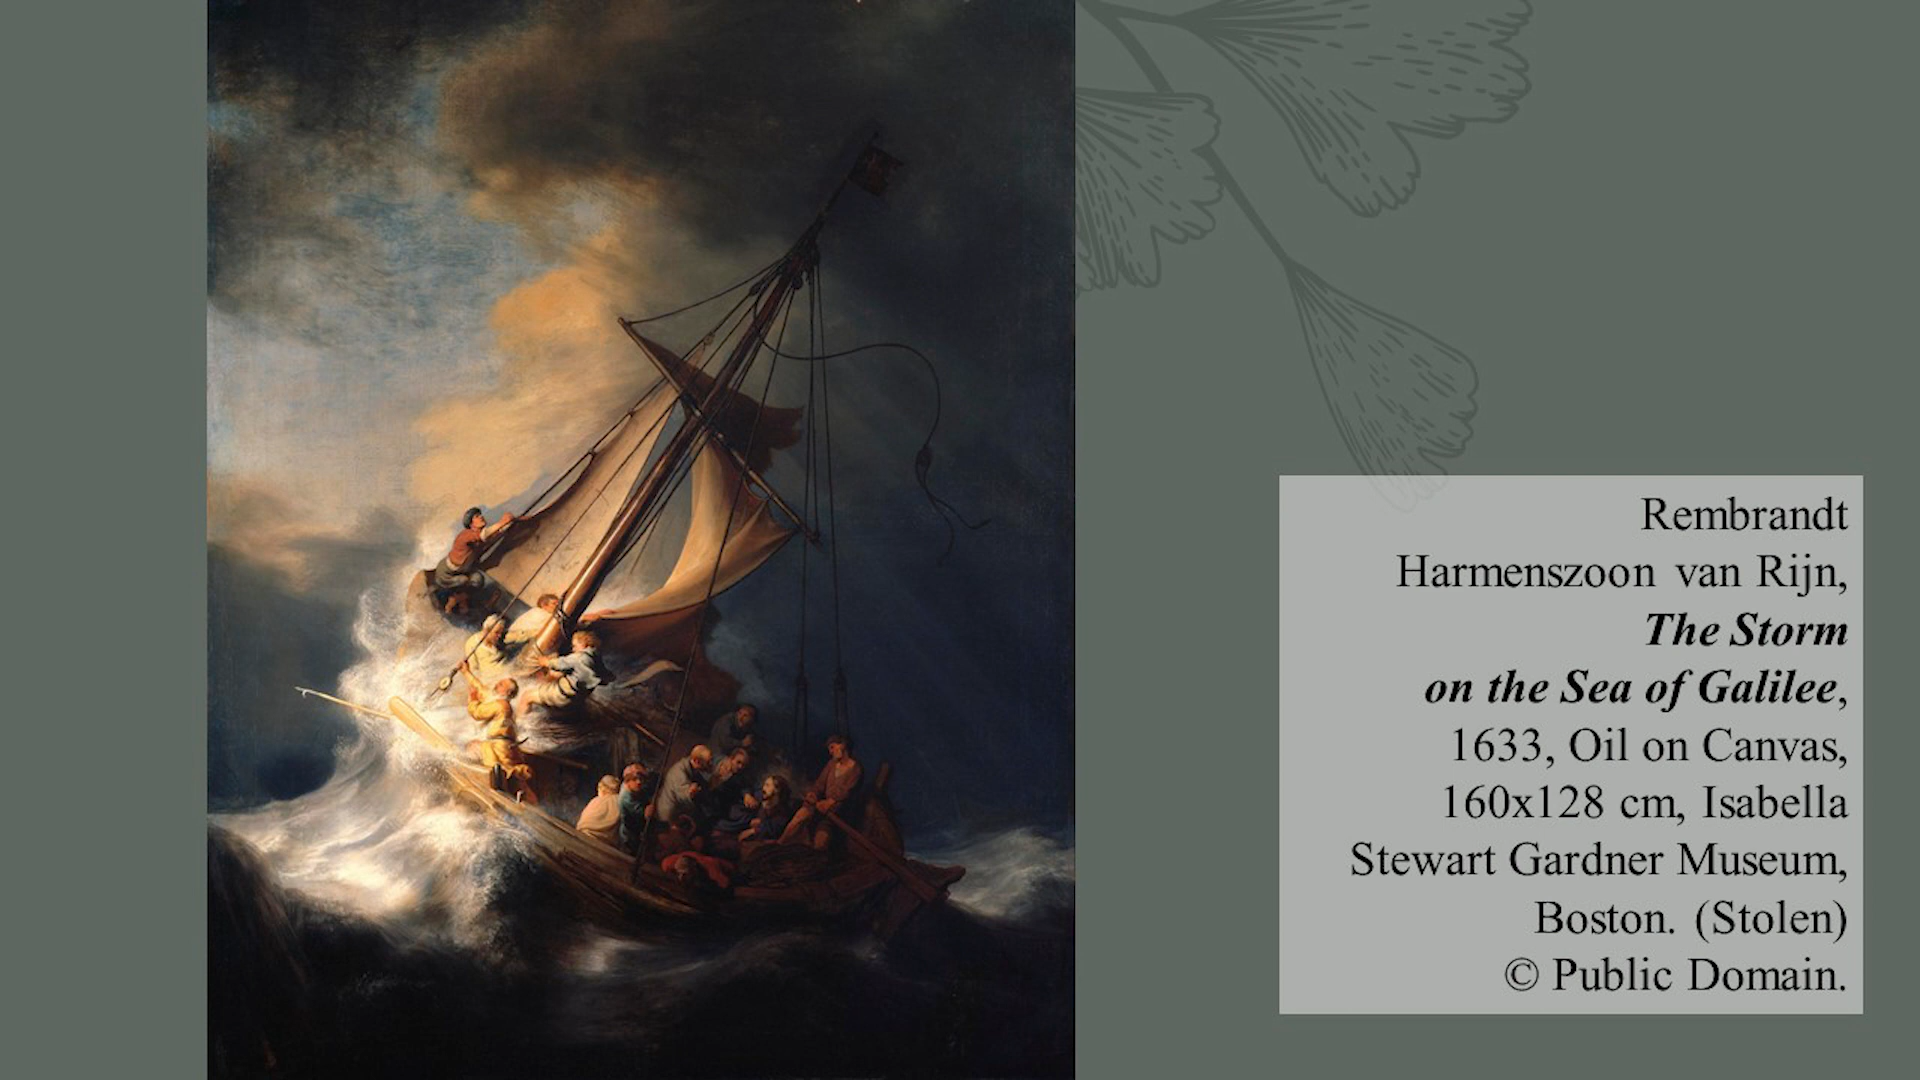 Rembrandt
Harmenszoon van Rijn,
The Storm
on the Sea of Galilee,
1633, Oil on Canvas,
160x128 cm, Isabella
Stewart Gardner Museum,
Boston. (Stolen)
© Public Domain.